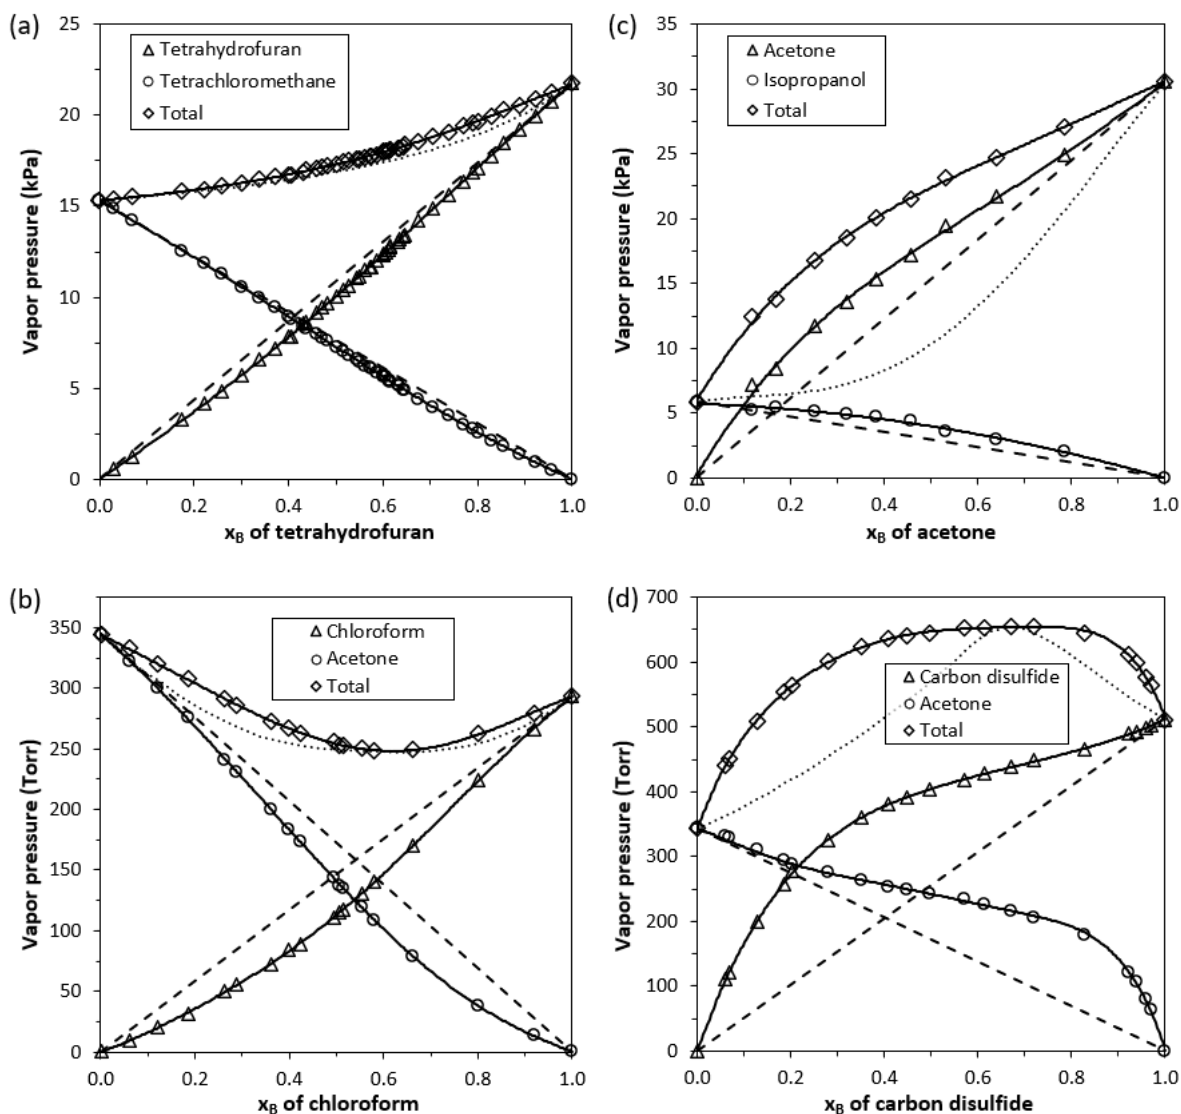 (a)
Vapor pressure (kPa)
25
20
15
10
5
0
Tetrahydrofuran
Tetrachloromethane
Total
0.0 0.2 0.4 0.6 0.8 1.0
x_B of tetrahydrofuran
(c)
Vapor pressure (kPa)
35
30
25
20
15
10
5
0
Acetone
Isopropanol
Total
0.0 0.2 0.4 0.6 0.8 1.0
x_B of acetone
(b)
Vapor pressure (Torr)
350
300
250
200
150
100
50
0
Chloroform
Acetone
Total
0.0 0.2 0.4 0.6 0.8 1.0
x_B of chloroform
(d)
Vapor pressure (Torr)
700
600
500
400
300
200
100
0
Carbon disulfide
Acetone
Total
0.0 0.2 0.4 0.6 0.8 1.0
x_B of carbon disulfide